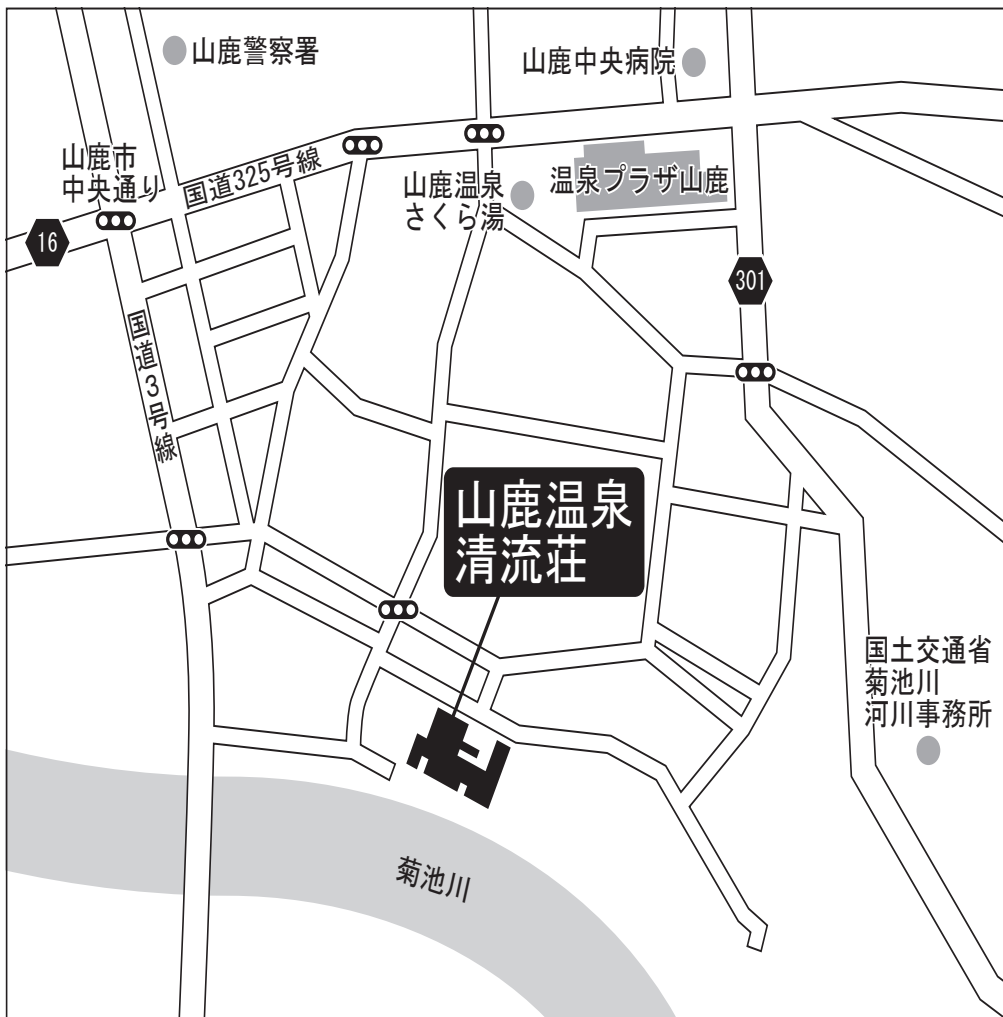 山鹿警察署
山鹿中央病院
山鹿市
中央通り
国道325号線
山鹿温泉
さくら湯
温泉プラザ山鹿
16
301
国道3号線
山鹿温泉
清流荘
国土交通省
菊池川
河川事務所
菊池川